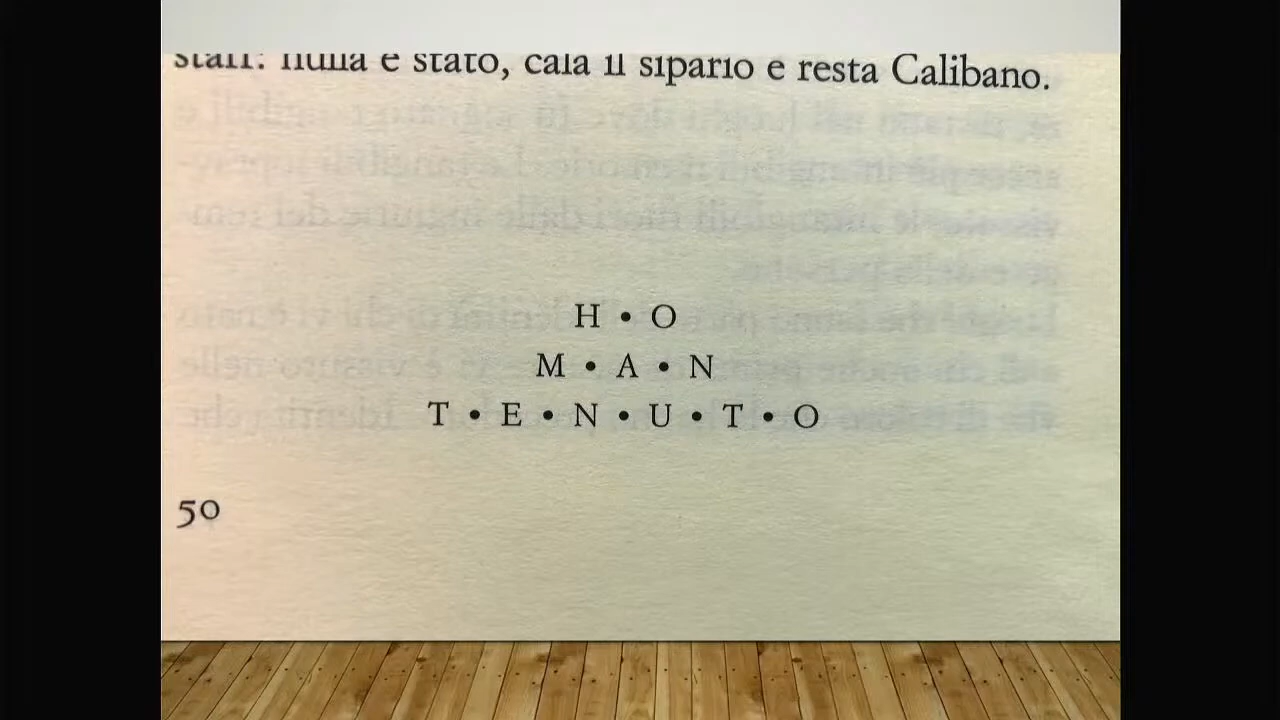 stati: nulla è stato, cala il sipario e resta Calibano.
H • O
M • A • N
T • E • N • U • T • O
50